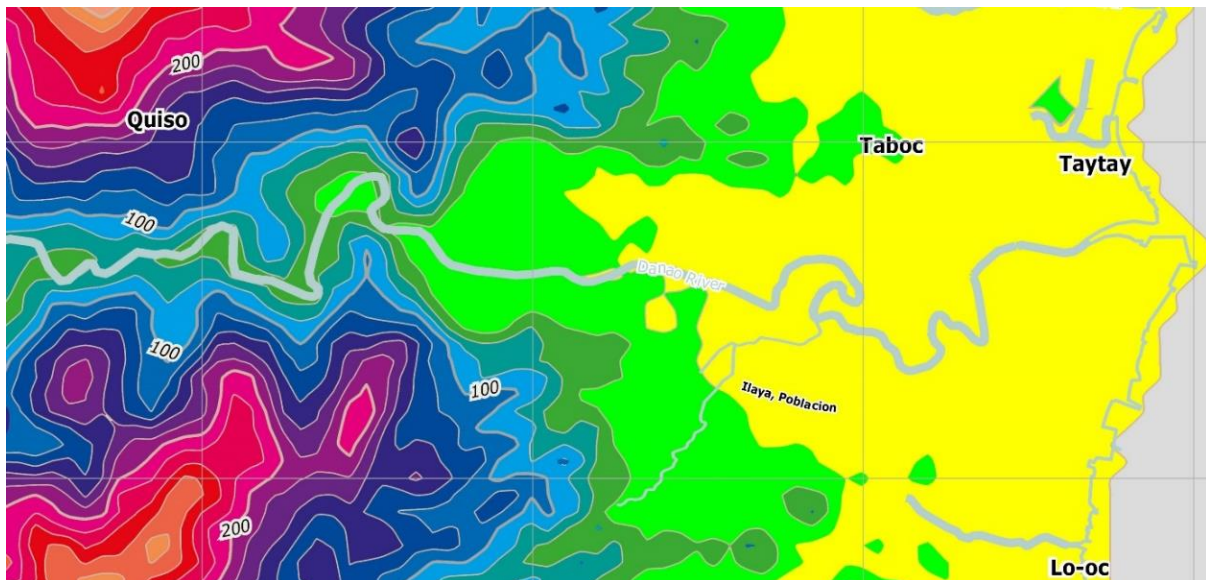 200
Quiso
Taboc
Taytay
100
Danao River
100
100
Ilaya, Poblacion
200
Lo-oc